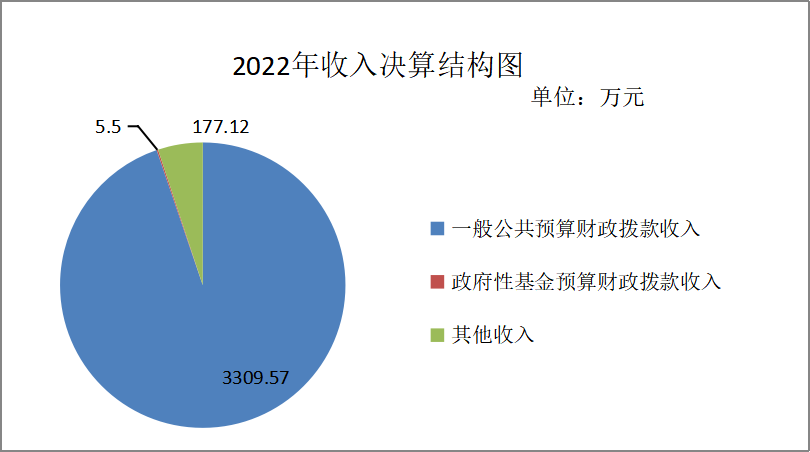 2022年收入决算结构图
单位：万元
5.5
177.12
一般公共预算财政拨款收入
政府性基金预算财政拨款收入
其他收入
3309.57